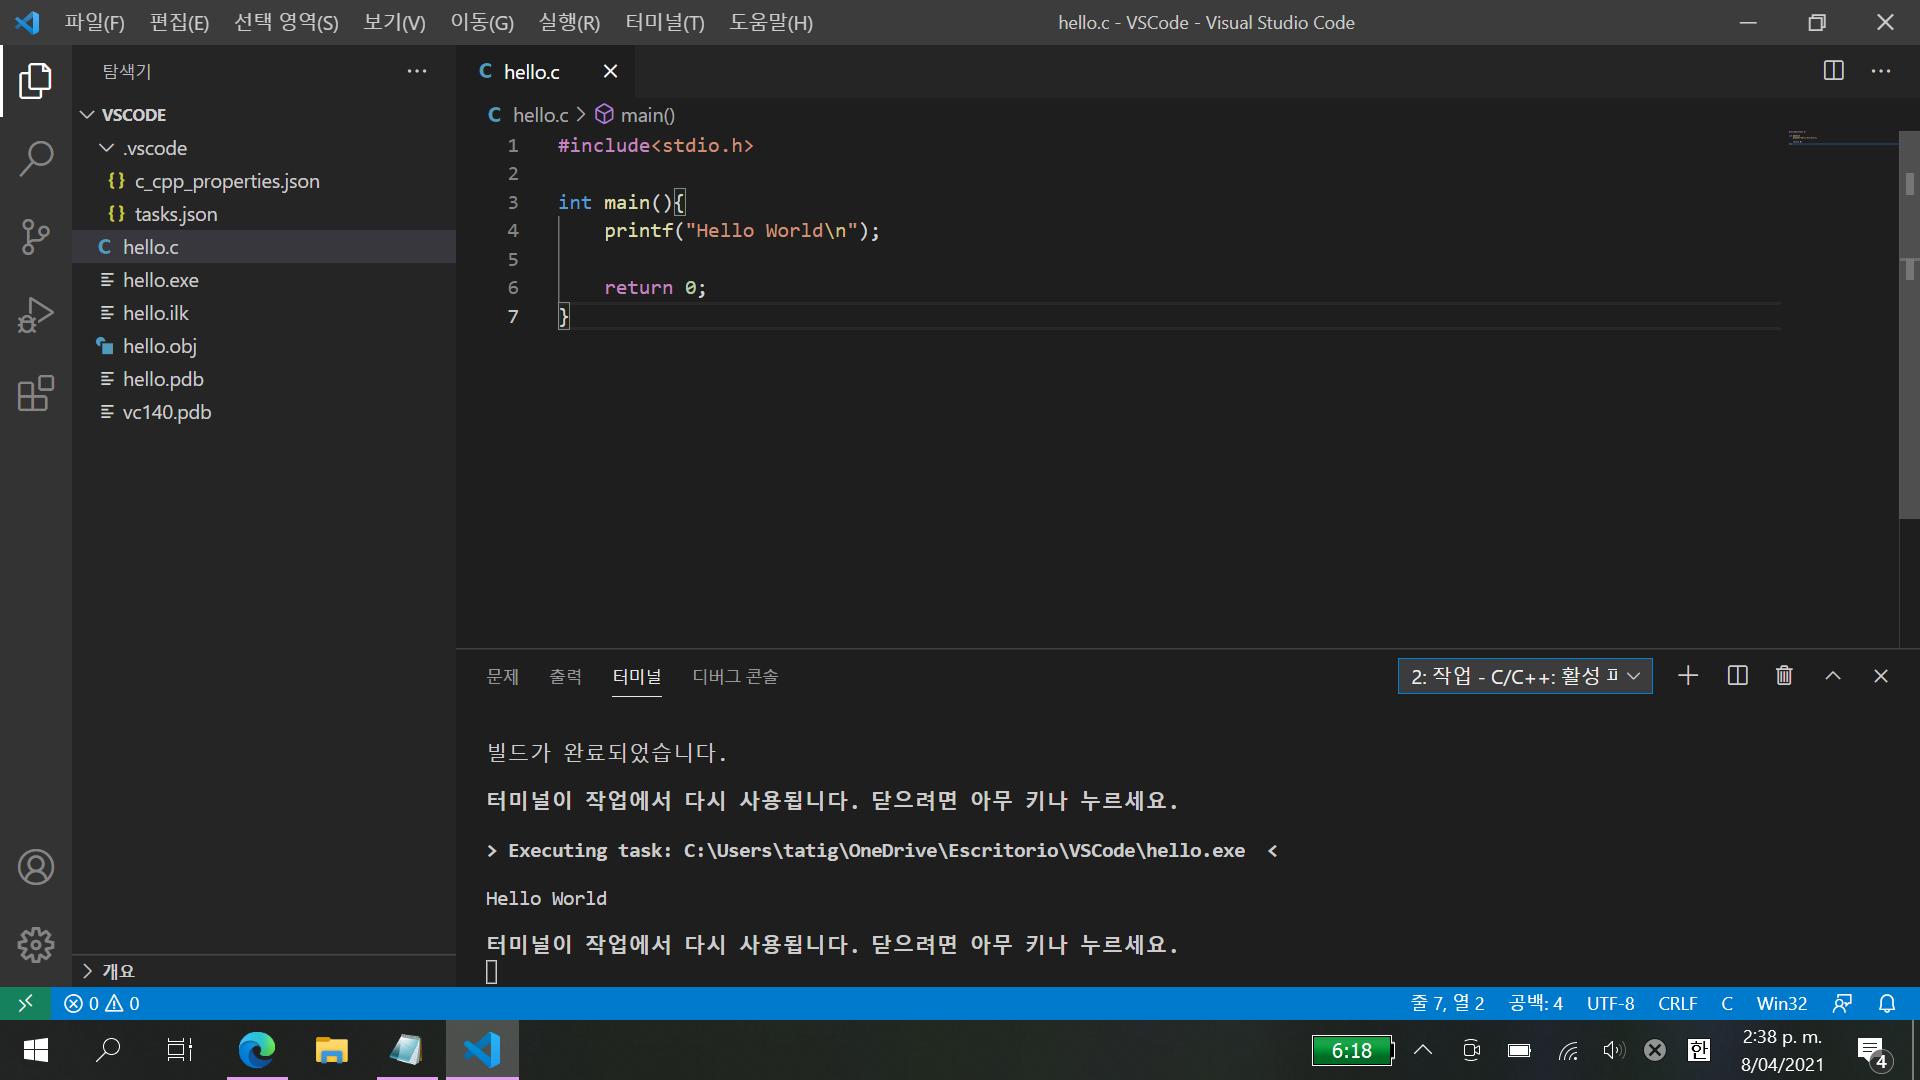 파일(F) 편집(E) 선택 영역(S) 보기(V) 이동(G) 실행(R) 터미널(T) 도움말(H) hello.c - VSCode - Visual Studio Code
탐색기
VSCODE
.vscode
{} c_cpp_properties.json
{} tasks.json
C hello.c
hello.exe
hello.ilk
hello.obj
hello.pdb
vc140.pdb
개요
C hello.c
C hello.c > main()
1 #include<stdio.h>
2
3 int main(){
4 printf("Hello World\n");
5
6 return 0;
7 }
문제 출력 터미널 디버그 콘솔 2: 작업 - C/C++: 활성
빌드가 완료되었습니다.
터미널이 작업에서 다시 사용됩니다. 닫으려면 아무 키나 누르세요.
> Executing task: C:\Users\tatig\OneDrive\Escritorio\VSCode\hello.exe <
Hello World
터미널이 작업에서 다시 사용됩니다. 닫으려면 아무 키나 누르세요.
0 0 줄 7, 열 2 공백: 4 UTF-8 CRLF C Win32
6:18 한 2:38 p. m.
8/04/2021 4